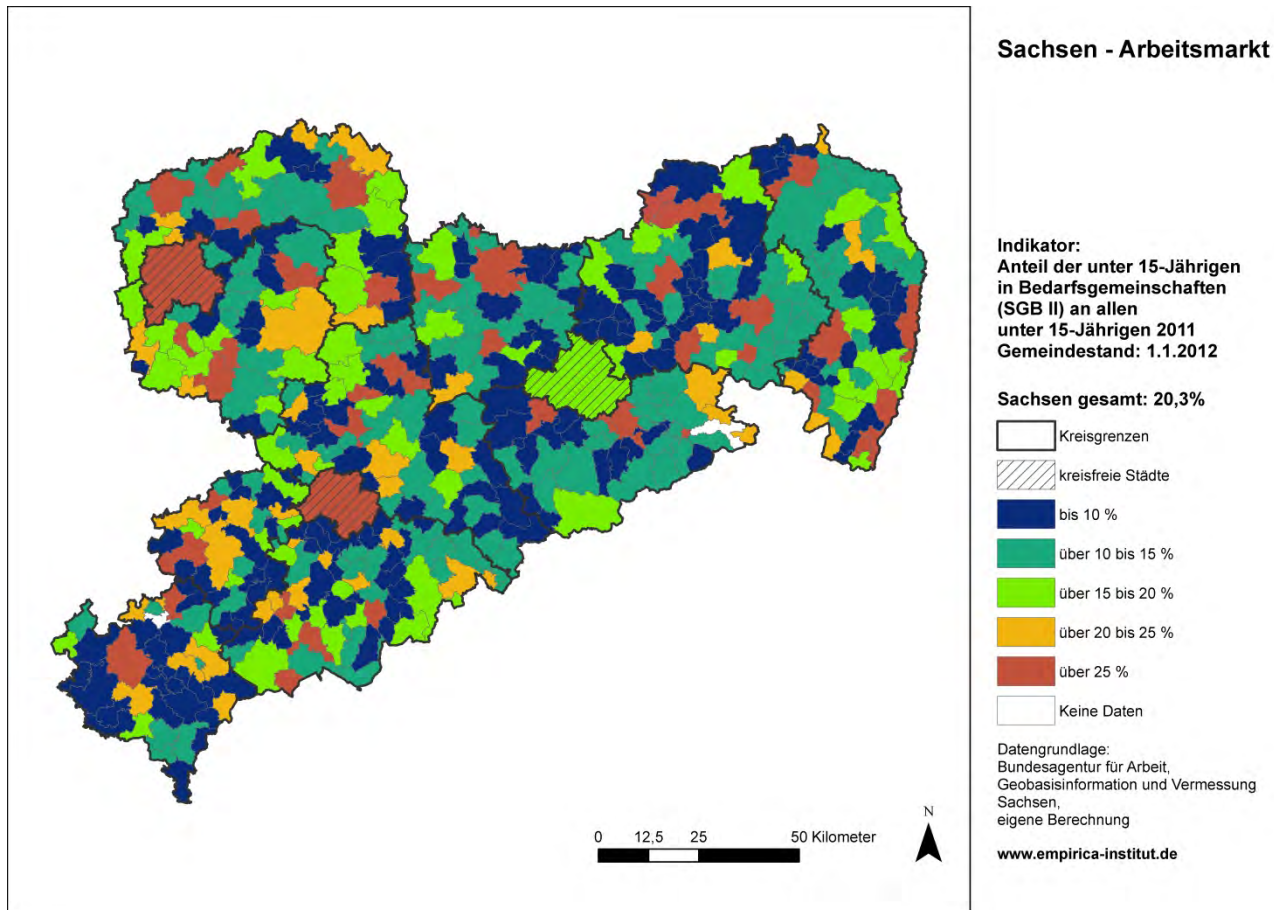 Sachsen - Arbeitsmarkt
Indikator:
Anteil der unter 15-Jährigen
in Bedarfsgemeinschaften
(SGB II) an allen
unter 15-Jährigen 2011
Gemeindestand: 1.1.2012
Sachsen gesamt: 20,3%
Kreisgrenzen
kreisfreie Städte
bis 10 %
über 10 bis 15 %
über 15 bis 20 %
über 20 bis 25 %
über 25 %
Keine Daten
Datengrundlage:
Bundesagentur für Arbeit,
Geobasisinformation und Vermessung
Sachsen,
eigene Berechnung
www.empirica-institut.de
0 12,5 25 50 Kilometer
N